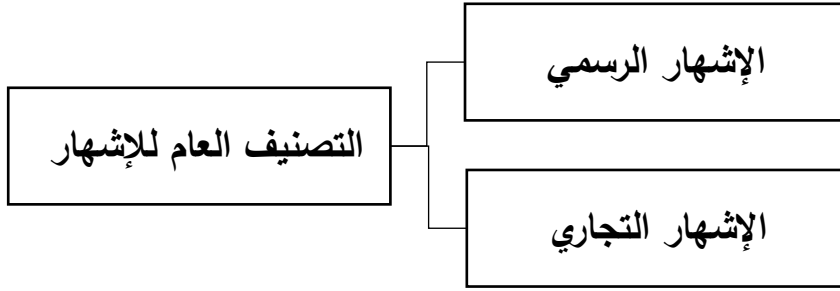 الإشهار الرسمي
التصنيف العام للإشهار
الإشهار التجاري